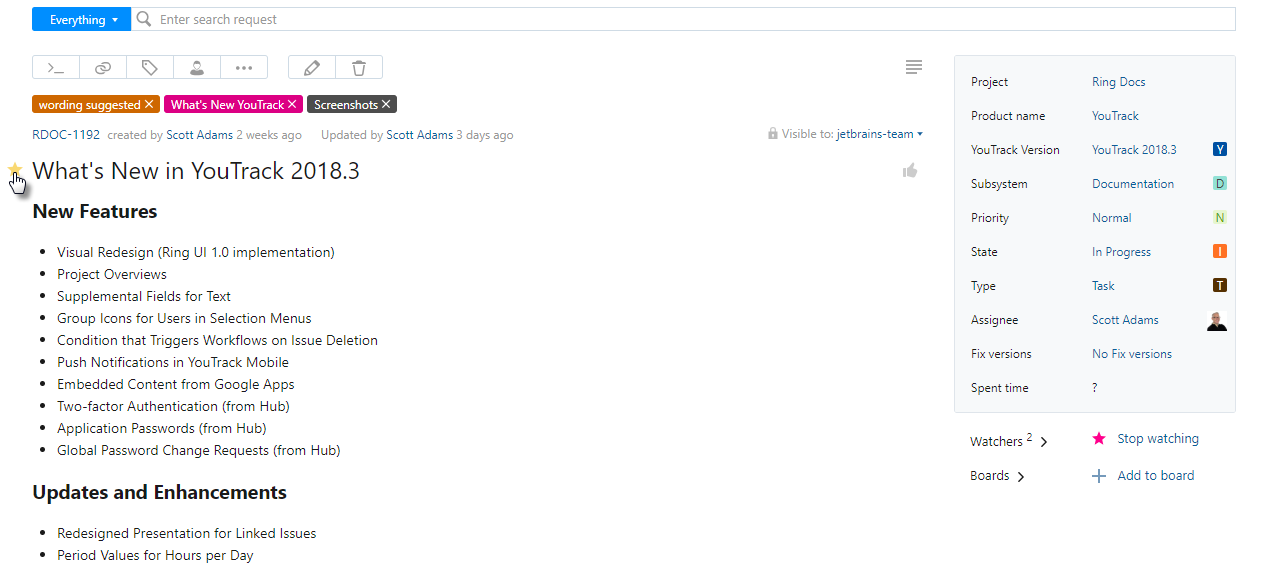 Everything
Enter search request
wording suggested
What's New YouTrack
Screenshots
RDOC-1192 created by Scott Adams 2 weeks ago Updated by Scott Adams 3 days ago
Visible to: jetbrains-team
What's New in YouTrack 2018.3
New Features
• Visual Redesign (Ring UI 1.0 implementation)
• Project Overviews
• Supplemental Fields for Text
• Group Icons for Users in Selection Menus
• Condition that Triggers Workflows on Issue Deletion
• Push Notifications in YouTrack Mobile
• Embedded Content from Google Apps
• Two-factor Authentication (from Hub)
• Application Passwords (from Hub)
• Global Password Change Requests (from Hub)
Updates and Enhancements
• Redesigned Presentation for Linked Issues
• Period Values for Hours per Day
Project Ring Docs
Product name YouTrack
YouTrack Version YouTrack 2018.3 Y
Subsystem Documentation D
Priority Normal N
State In Progress I
Type Task T
Assignee Scott Adams
Fix versions No Fix versions
Spent time ?
Watchers 2 Stop watching
Boards Add to board